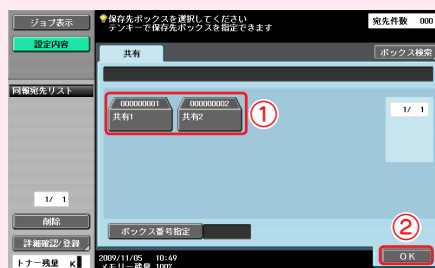 ジョブ表示
設定内容
保存先ボックスを選択してください
テンキーで保存先ボックスを指定できます
宛先件数 000
共有
ボックス検索
同報宛先リスト
000000001
共有1
000000002
共有2
①
1/ 1
1/ 1
削除
詳細確認/登録
ボックス番号指定
②
OK
トナー残量 K
2009/11/05 10:49
メモリー残量 100%